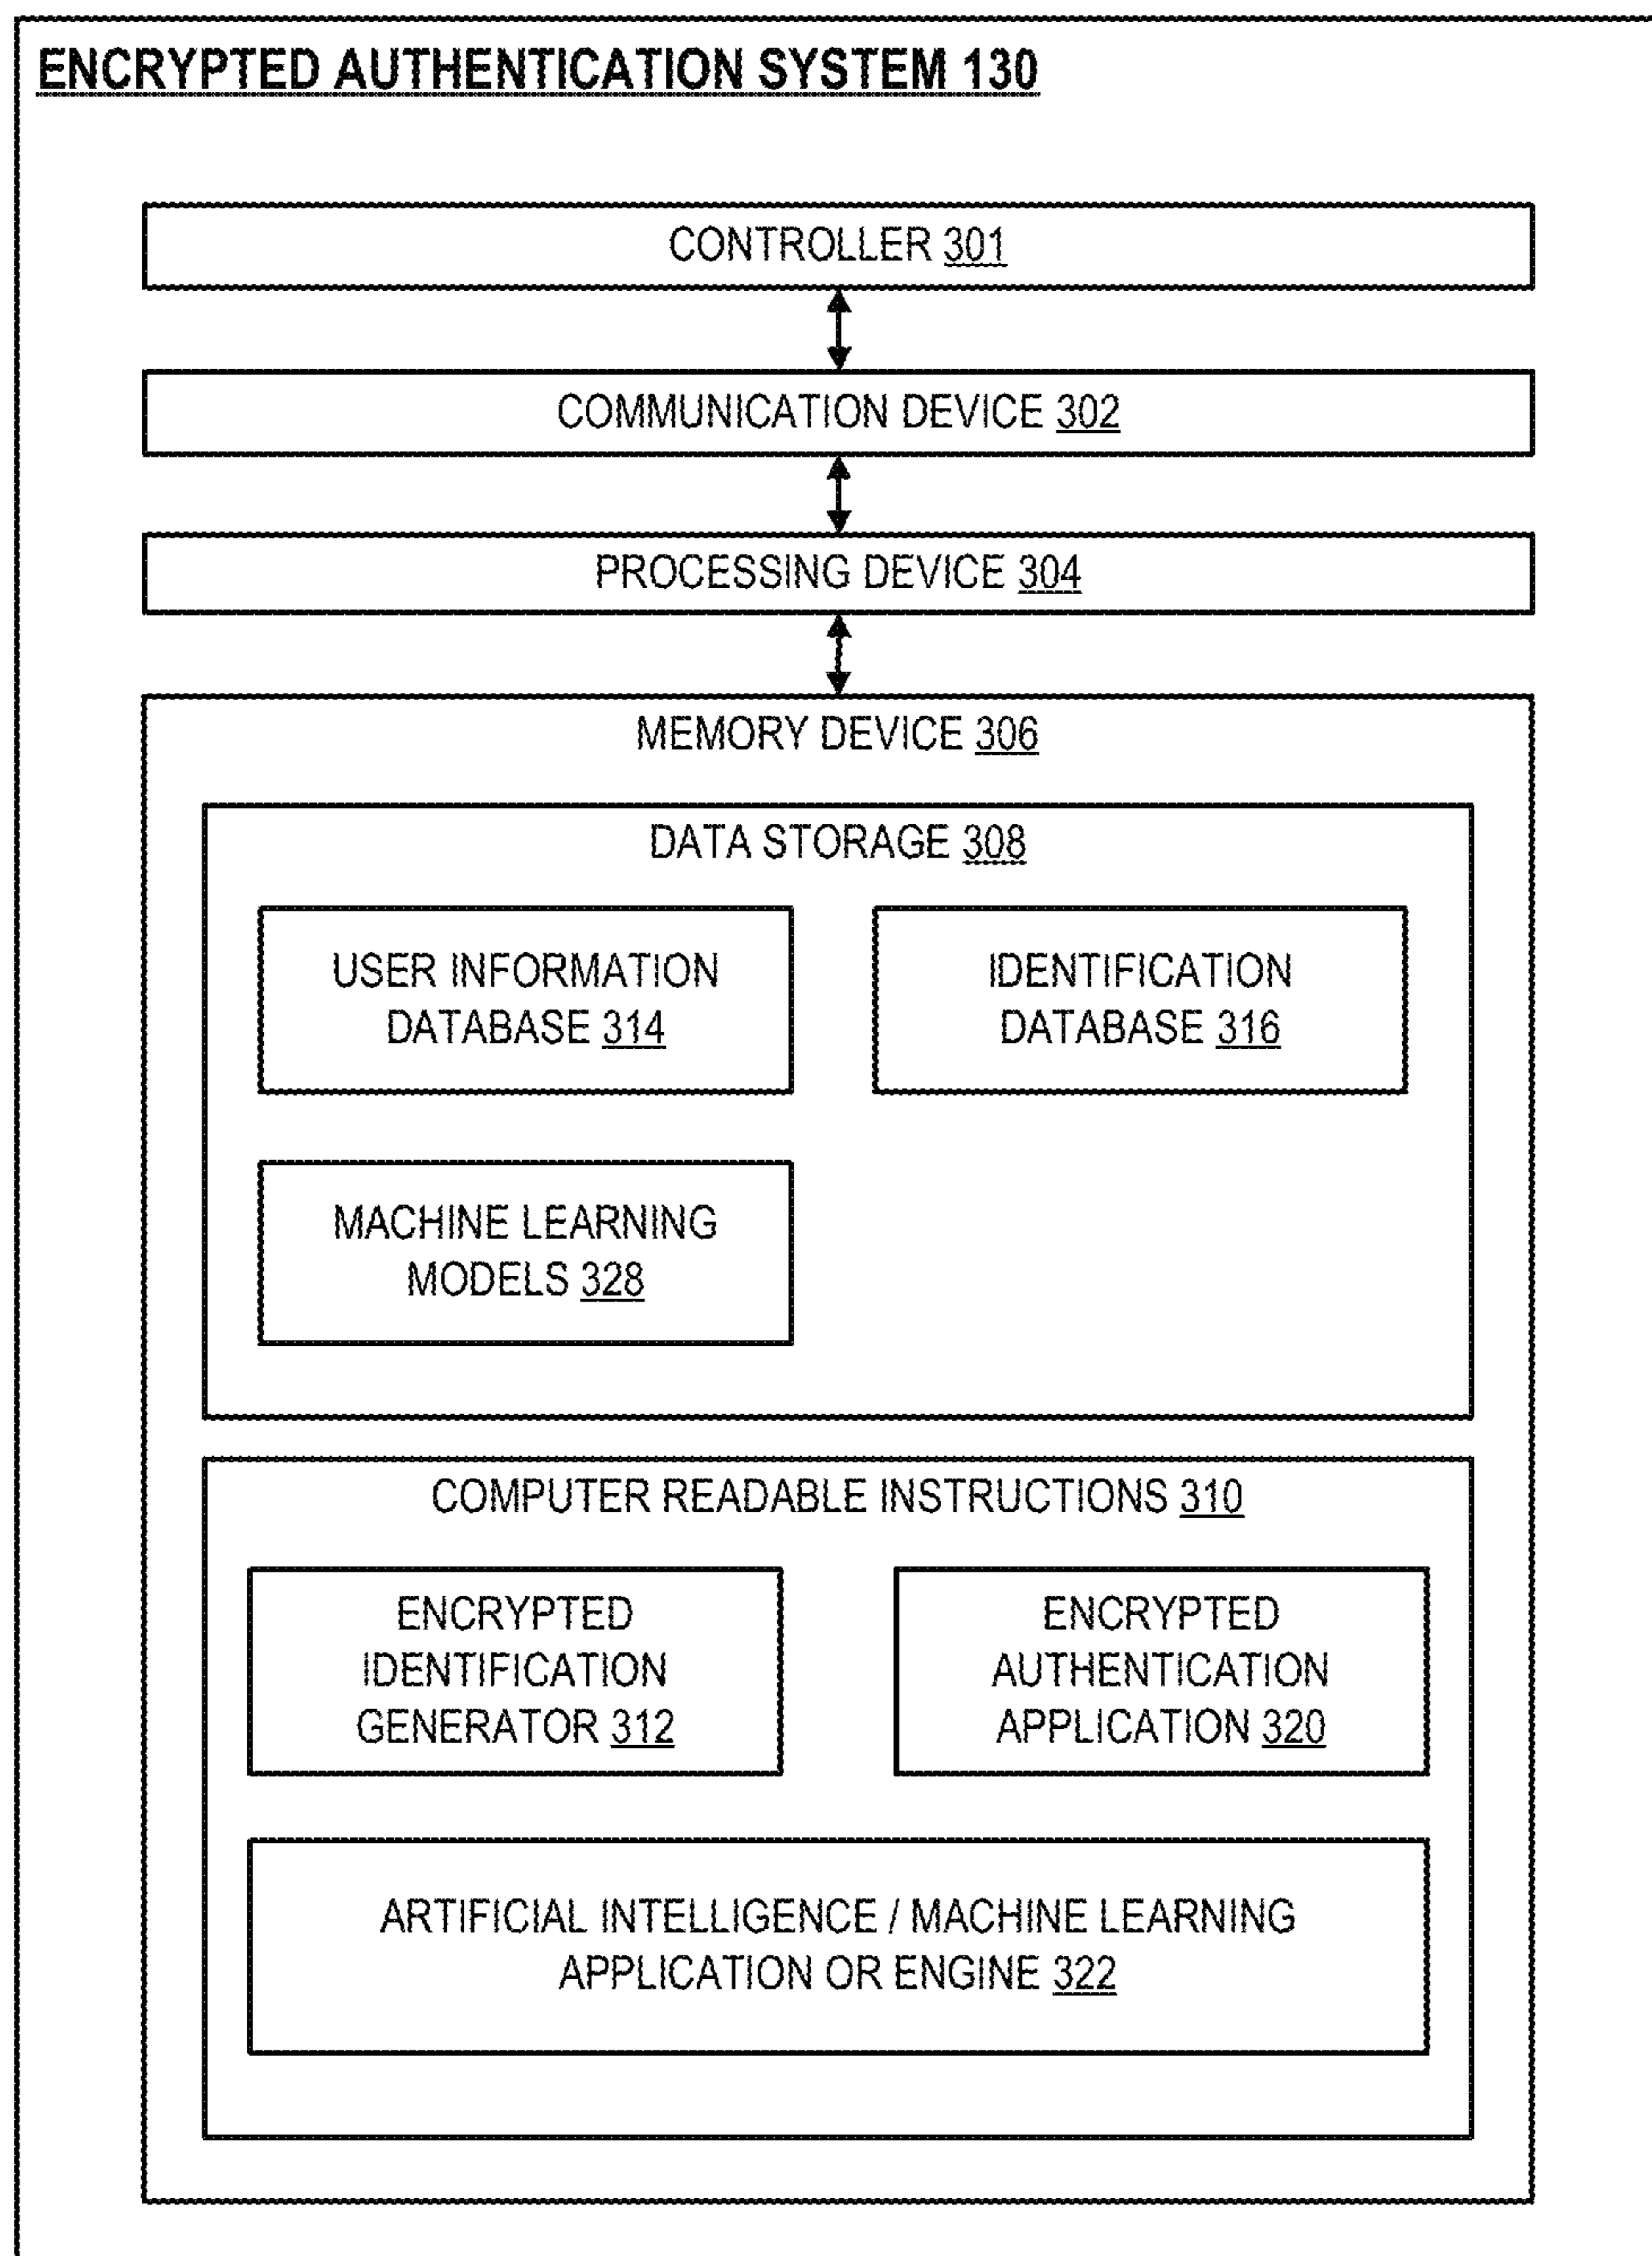 ENCRYPTED AUTHENTICATION SYSTEM 130
CONTROLLER 301
COMMUNICATION DEVICE 302
PROCESSING DEVICE 304
MEMORY DEVICE 306
DATA STORAGE 308
USER INFORMATION
DATABASE 314
IDENTIFICATION
DATABASE 316
MACHINE LEARNING
MODELS 328
COMPUTER READABLE INSTRUCTIONS 310
ENCRYPTED
IDENTIFICATION
GENERATOR 312
ENCRYPTED
AUTHENTICATION
APPLICATION 320
ARTIFICIAL INTELLIGENCE / MACHINE LEARNING
APPLICATION OR ENGINE 322